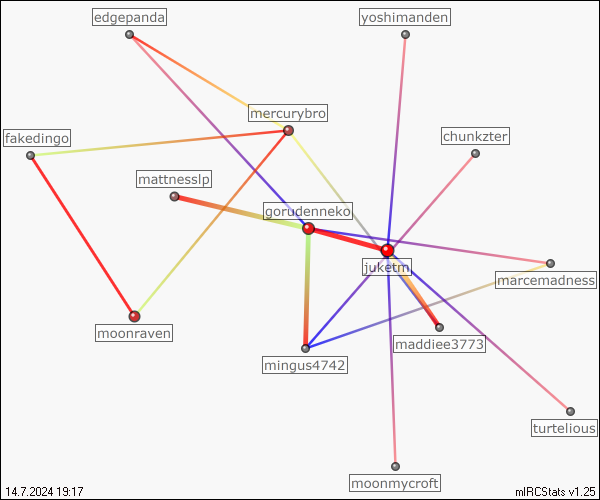 edgepanda
yoshimanden
mercurybro
chunkzter
fakedingo
mattnesslp
gorudenneko
juketm
marcemadness
moonraven
maddiee3773
mingus4742
turtelious
moonmycroft
14.7.2024 19:17
mIRCStats v1.25